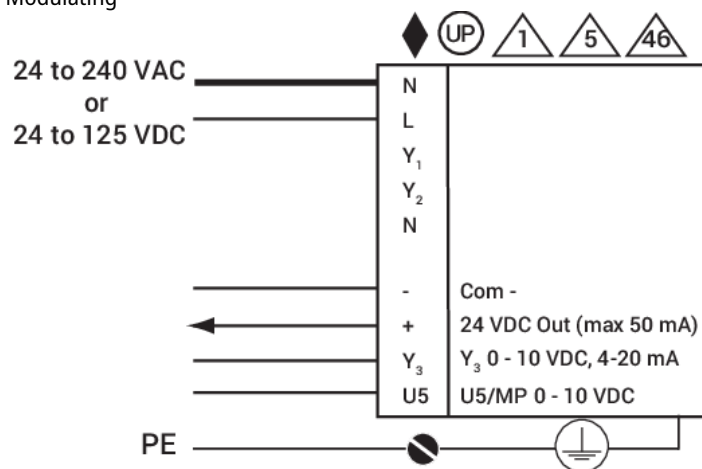 Modulating
UP 1 5 46
24 to 240 VAC
or
24 to 125 VDC
N
L
Y₁
Y₂
N
- Com -
+ 24 VDC Out (max 50 mA)
Y₃ Y₃ 0 - 10 VDC, 4-20 mA
U5 U5/MP 0 - 10 VDC
PE